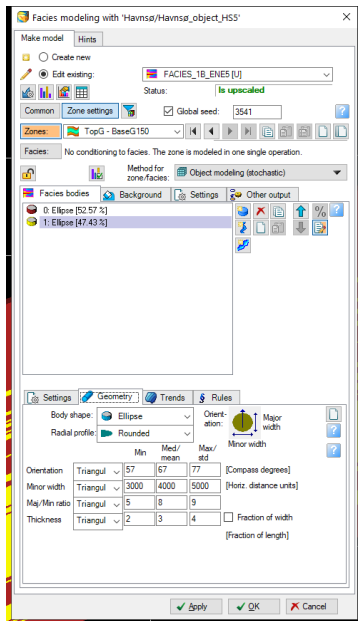 Facies modeling with 'Havnsø/Havnsø_object_HS5'
Make model Hints
Create new
Edit existing: FACIES_1B_ENE5 [U]
Status: Is upscaled
Common Zone settings Global seed: 3541
Zones: TopG - BaseG150
Facies: No conditioning to facies. The zone is modeled in one single operation.
Method for zone/facies: Object modeling (stochastic)
Facies bodies Background Settings Other output
0: Ellipse [52.57 %]
1: Ellipse [47.43 %]
%
Settings Geometry Trends § Rules
Body shape: Ellipse Orient-ation: Major width
Radial profile: Rounded Minor width
Min Med/mean Max/std
Orientation Triangul 57 67 77 [Compass degrees]
Minor width Triangul 3000 4000 5000 [Horiz. distance units]
Maj/Min ratio Triangul 5 8 9
Thickness Triangul 2 3 4 Fraction of width
[Fraction of length]
Apply OK Cancel